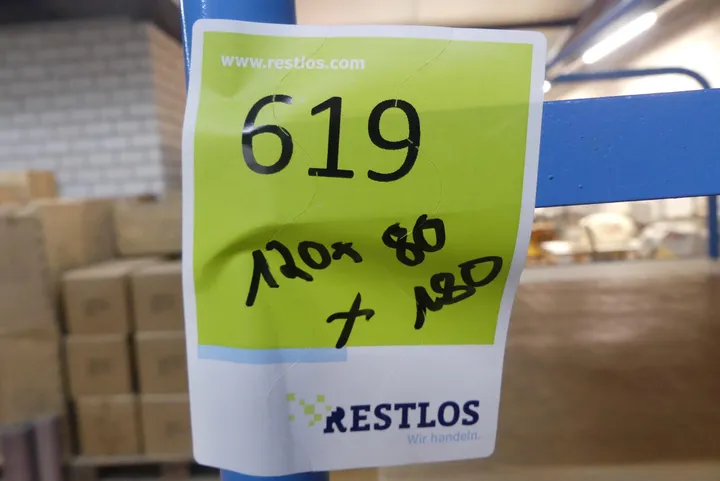 www.restlos.com
619
120x 80
x 180
RESTLOS
Wir handeln.